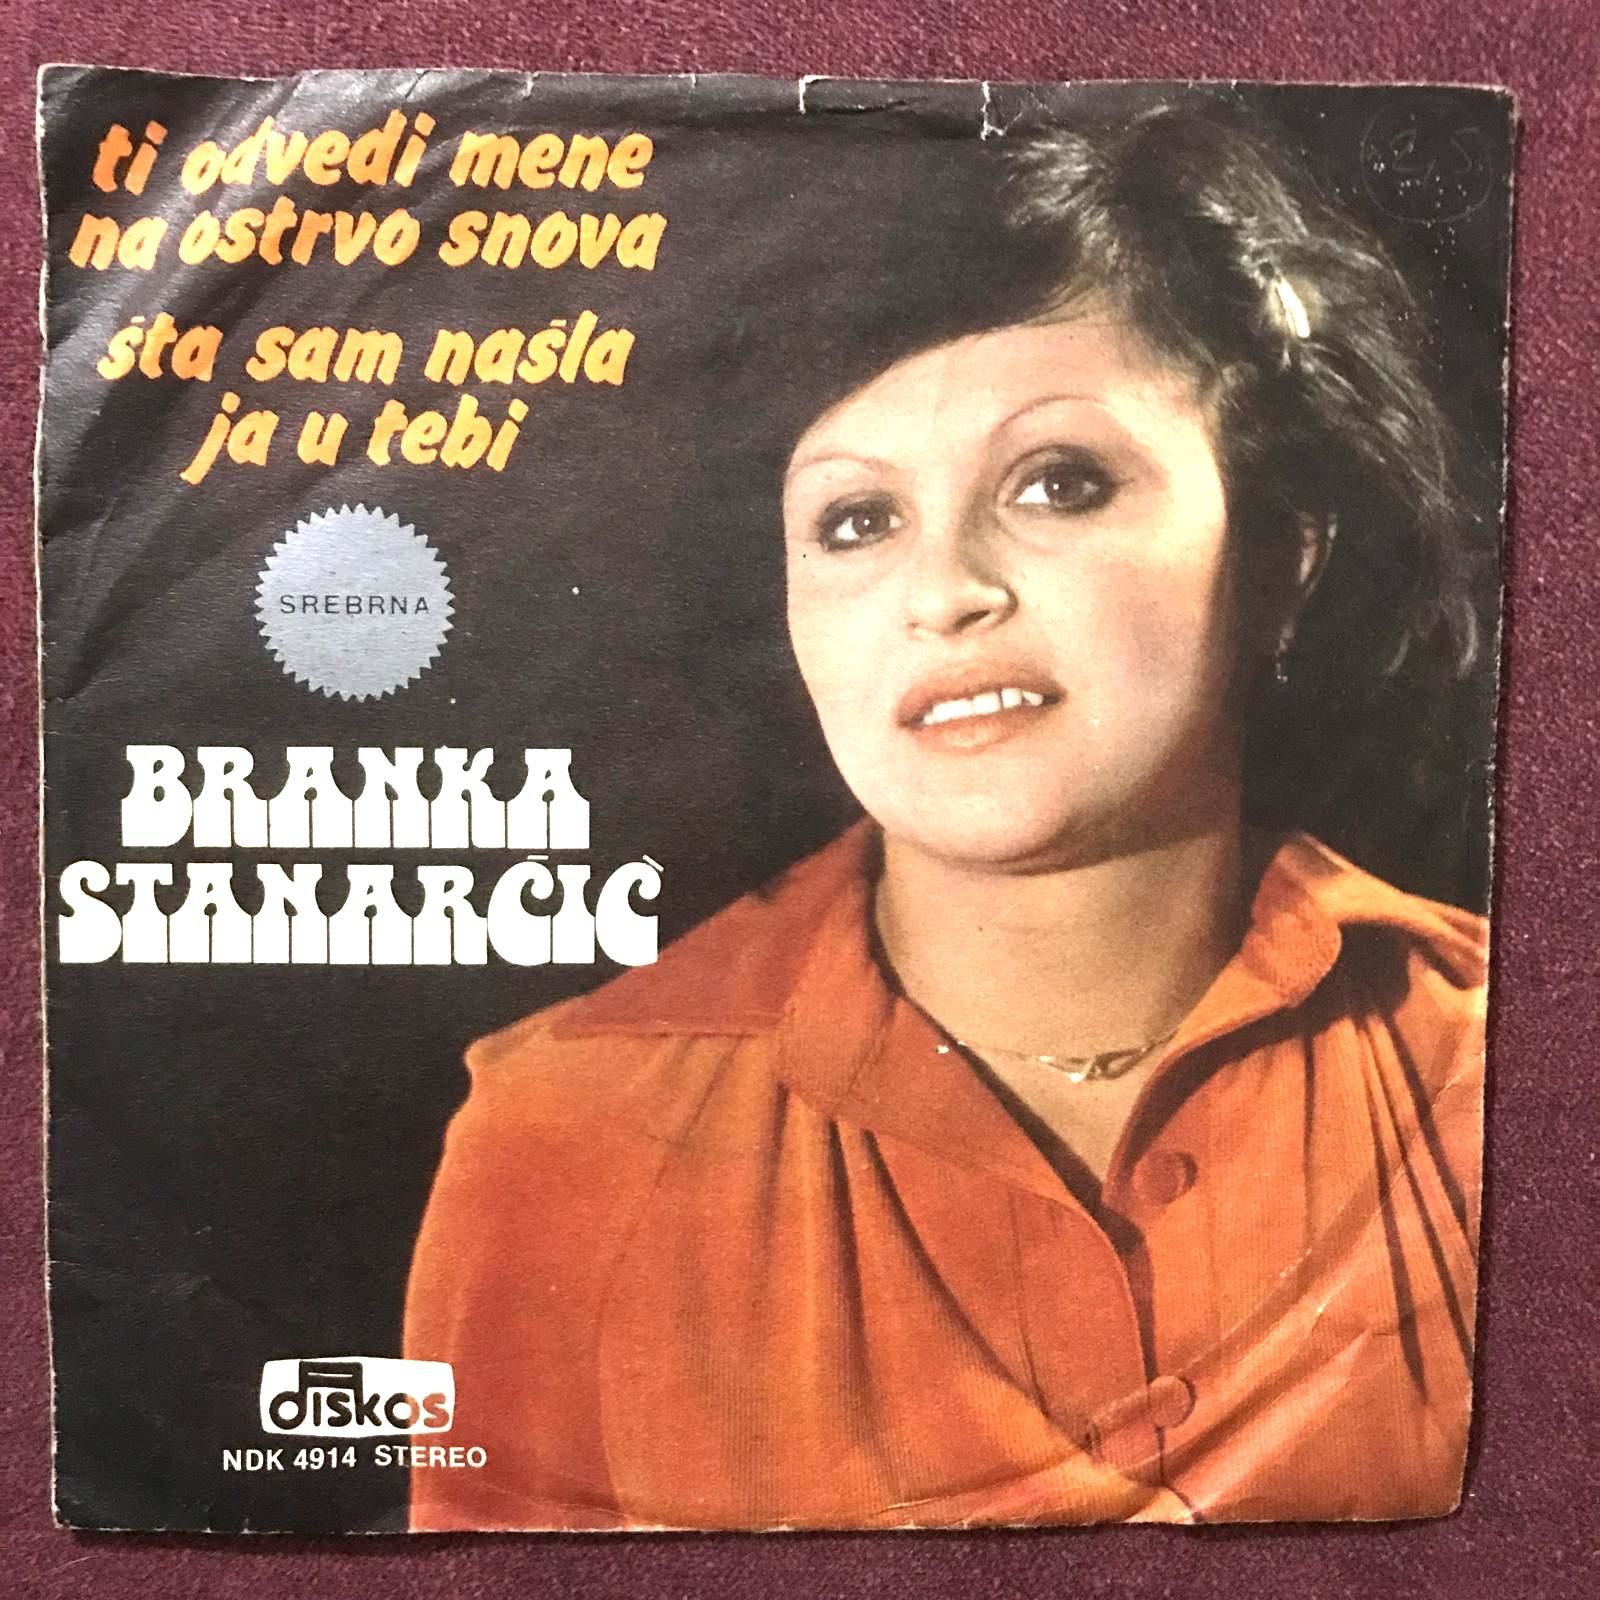 ti odvedi mene
na ostrvo snova
šta sam našla
ja u tebi
SREBRNA
BRANKA
STANARČIĆ
diskos
NDK 4914 STEREO